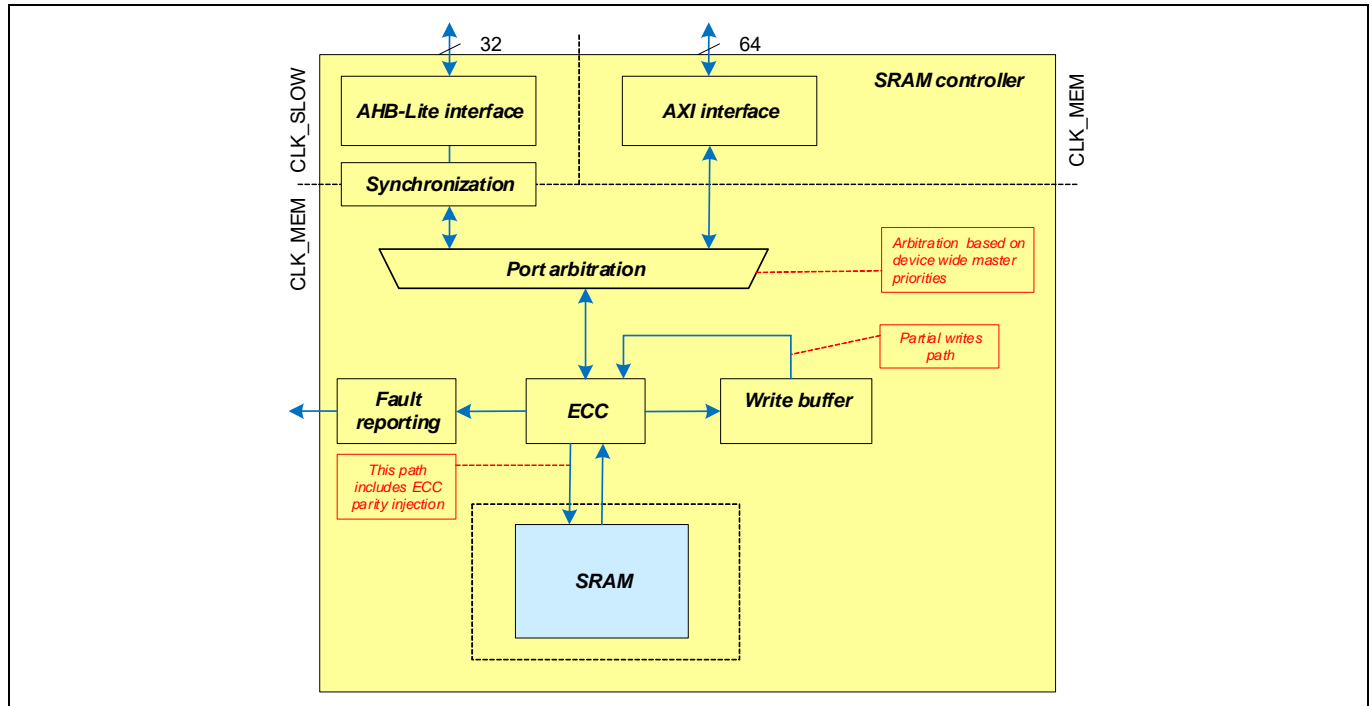 32
64
SRAM controller
CLK_SLOW
AHB-Lite interface
AXI interface
CLK_MEM
Synchronization
CLK_MEM
Port arbitration
Arbitration based on
device wide master
priorities
Partial writes
path
Fault
reporting
ECC
Write buffer
This path
includes ECC
parity injection
SRAM